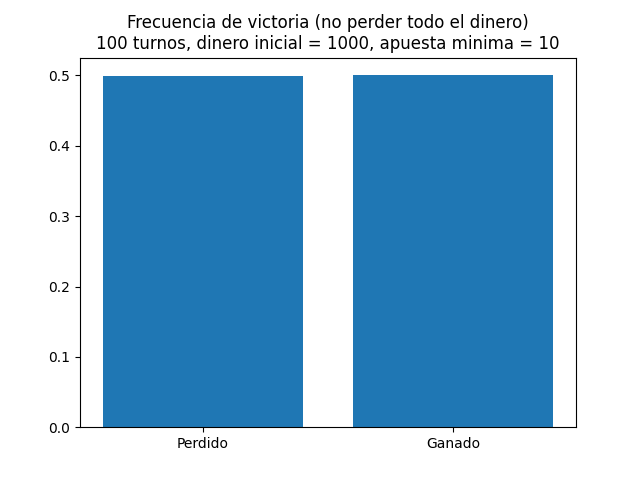 Frecuencia de victoria (no perder todo el dinero)
100 turnos, dinero inicial = 1000, apuesta minima = 10
0.5
0.4
0.3
0.2
0.1
0.0
Perdido
Ganado